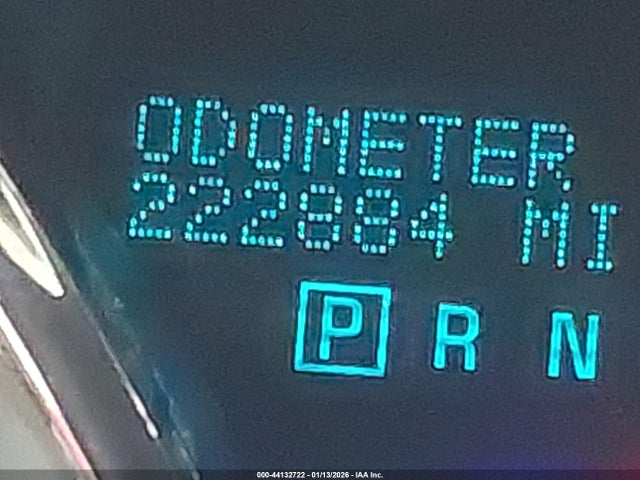 ODOMETER
222884 MI
P R N
000-44132722 - 01/13/2026 - IAA Inc.